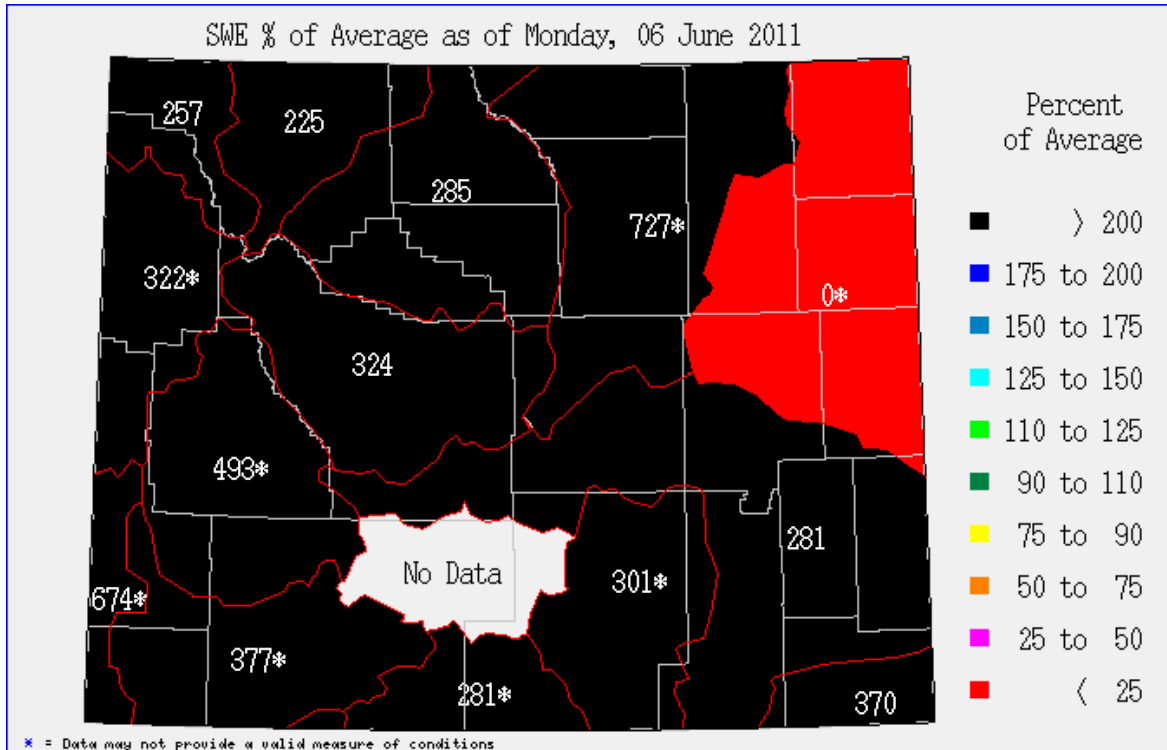 SWE % of Average as of Monday, 06 June 2011
257
225
285
727*
322*
0*
324
493*
281
No Data
301*
674*
377*
281*
370
Percent
of Average
> 200
175 to 200
150 to 175
125 to 150
110 to 125
90 to 110
75 to 90
50 to 75
25 to 50
< 25
* = Data may not provide a valid measure of conditions